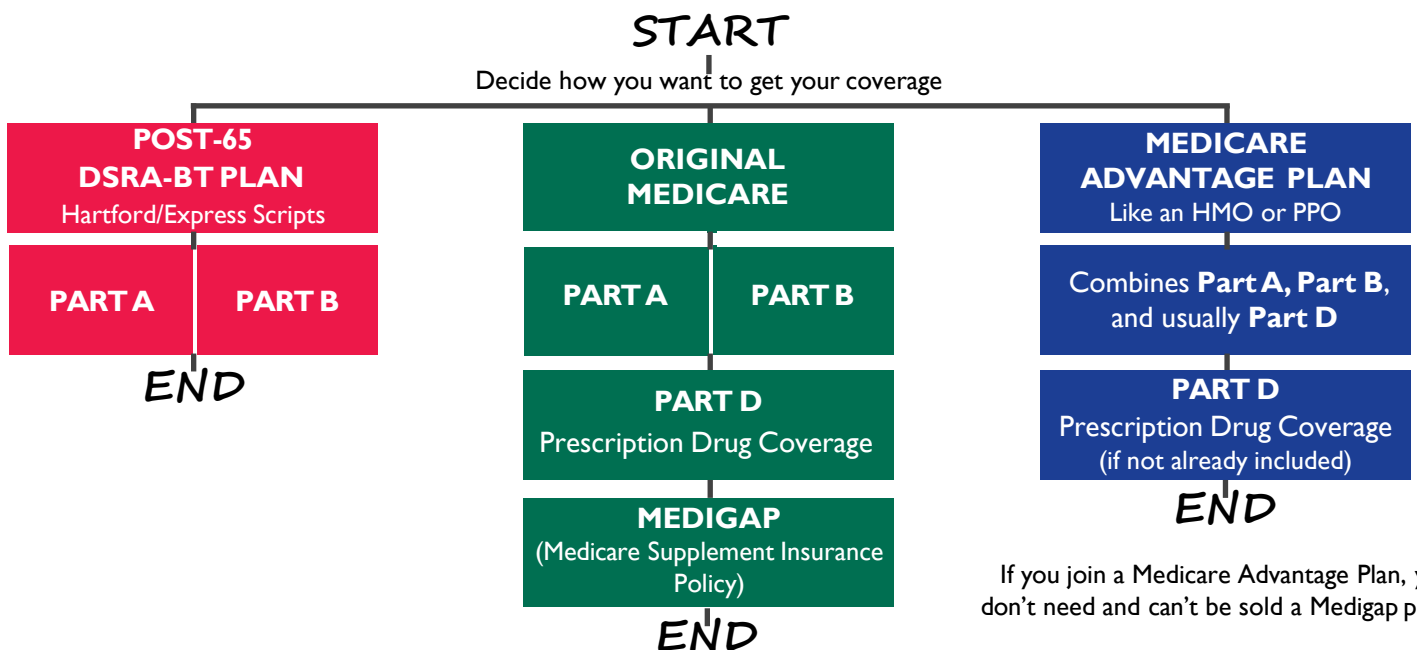 START
Decide how you want to get your coverage
POST-65
DSRA-BT PLAN
Hartford/Express Scripts
PART A
PART B
END
ORIGINAL
MEDICARE
PART A
PART B
PART D
Prescription Drug Coverage
MEDIGAP
(Medicare Supplement Insurance
Policy)
END
MEDICARE
ADVANTAGE PLAN
Like an HMO or PPO
Combines Part A, Part B,
and usually Part D
PART D
Prescription Drug Coverage
(if not already included)
END
If you join a Medicare Advantage Plan,
don't need and can't be sold a Medigap